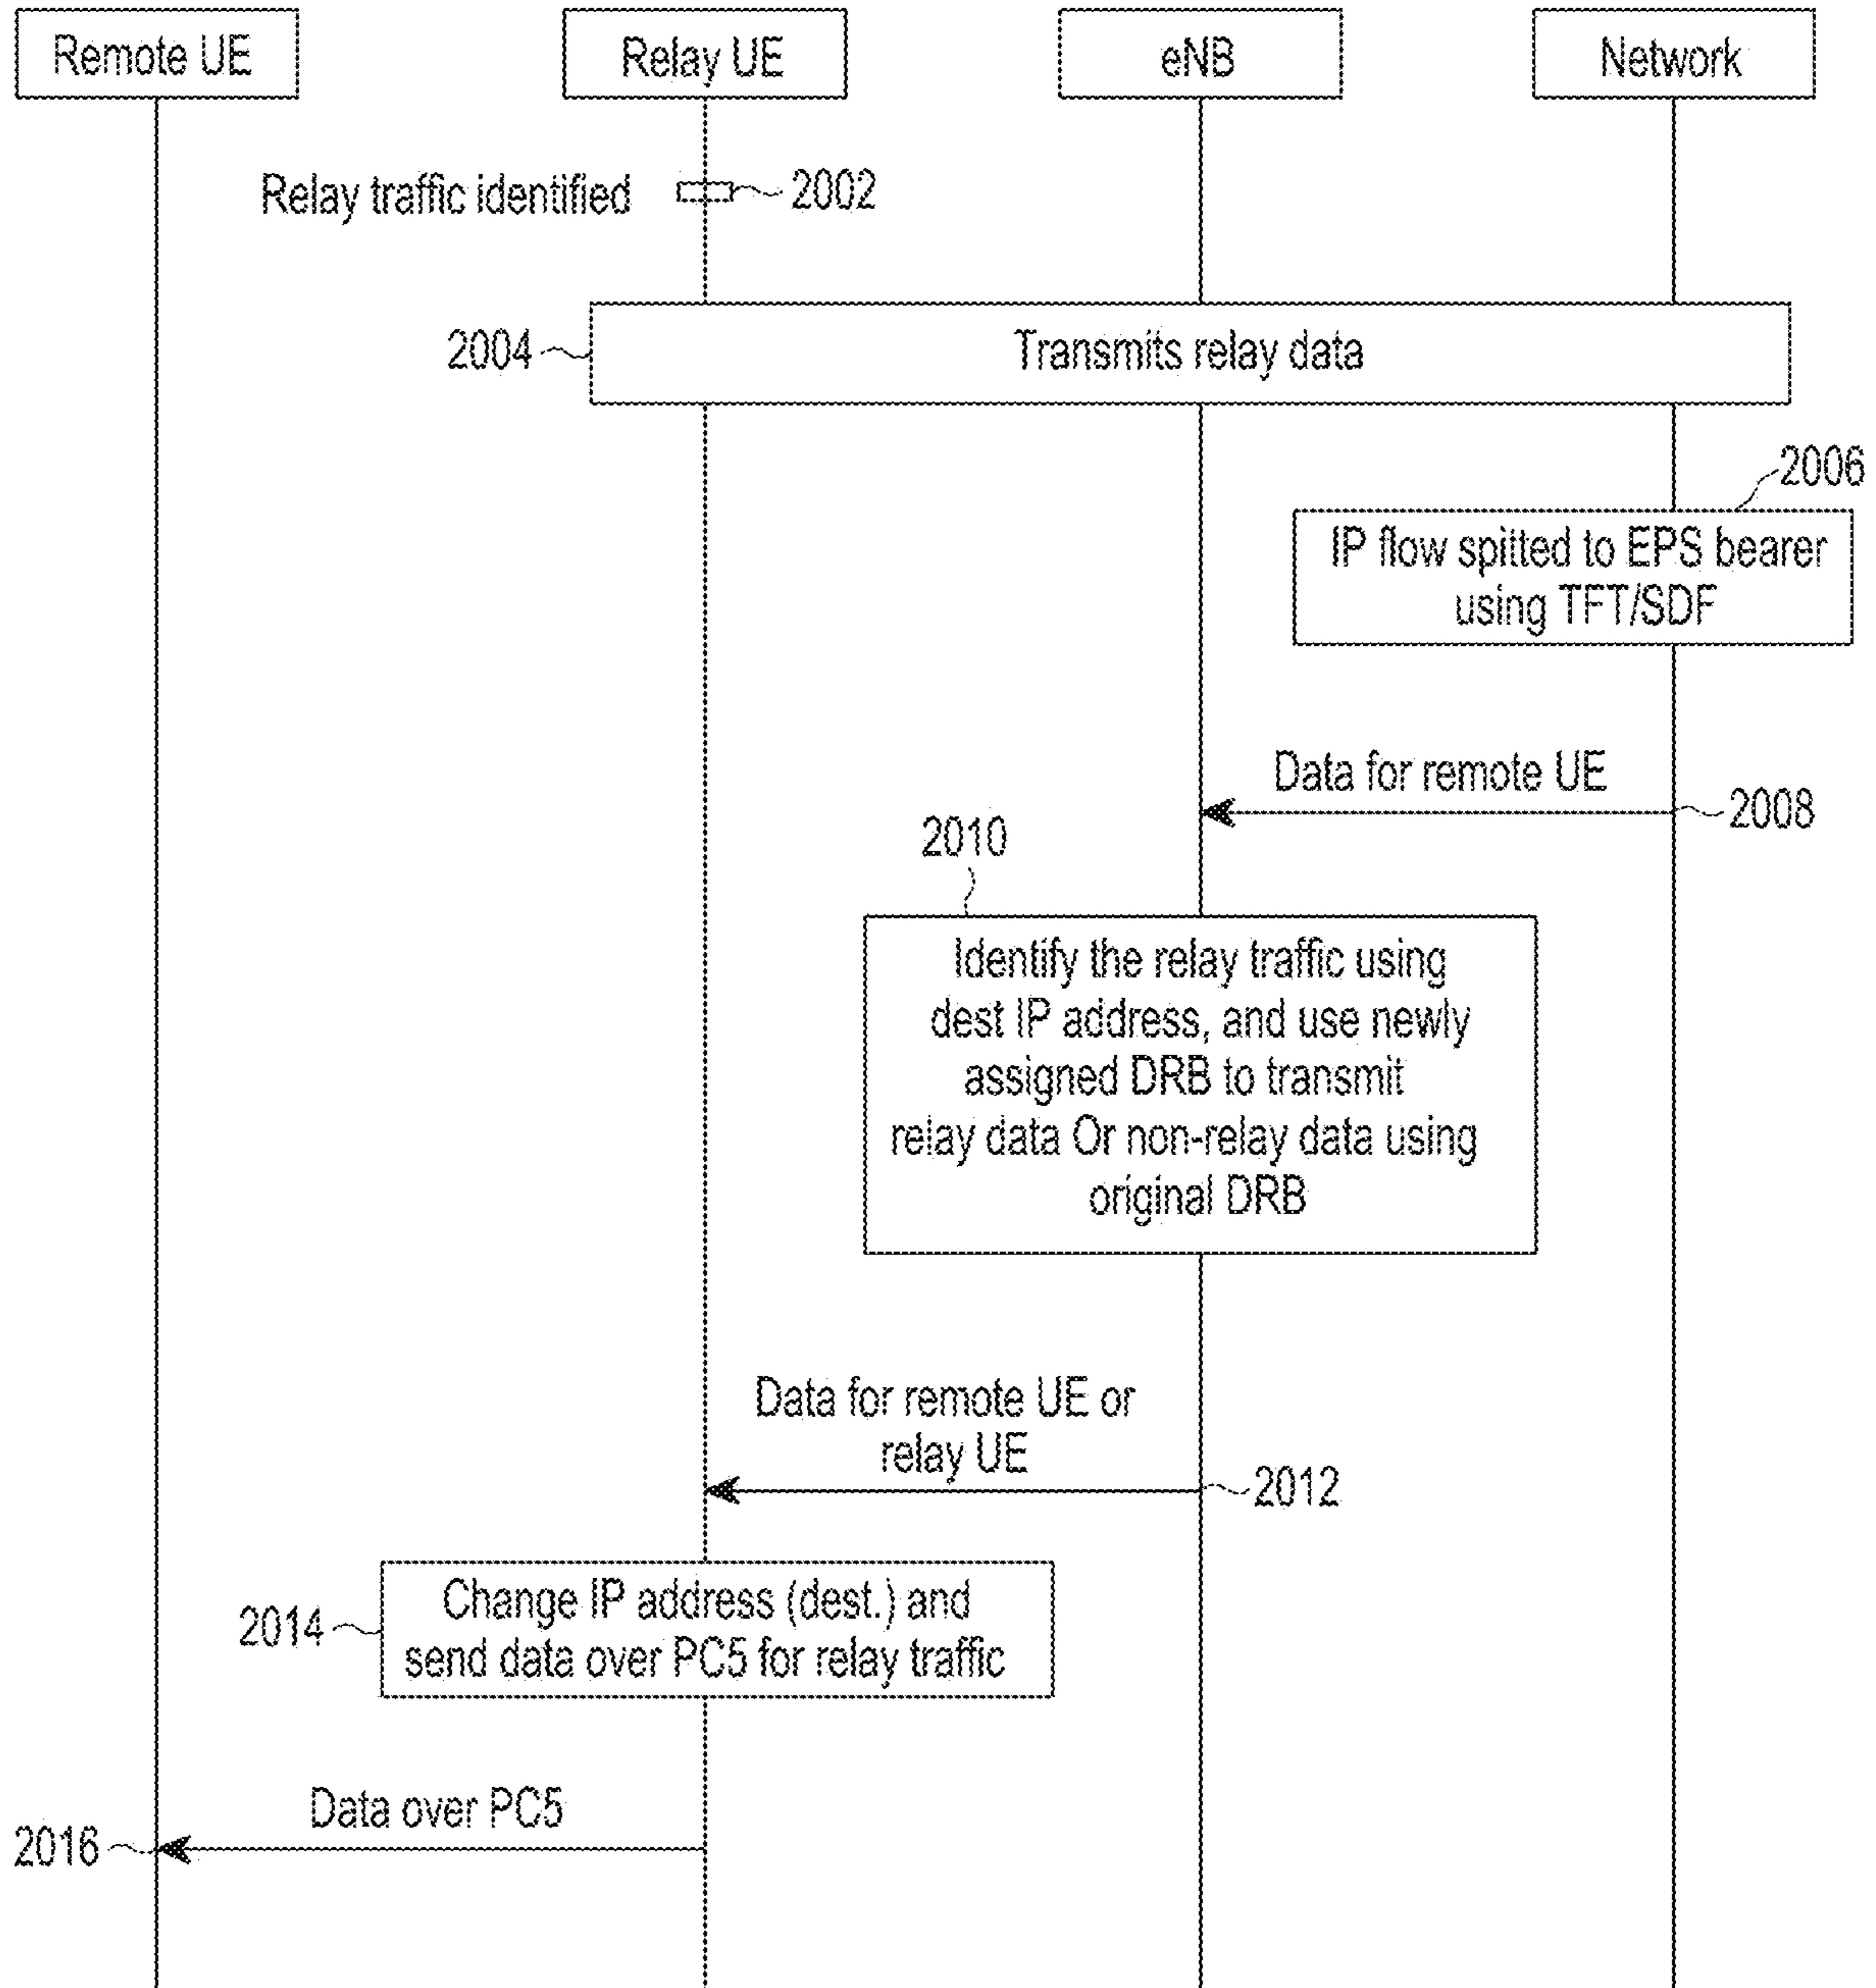 Remote UE
Relay UE
eNB
Network
Relay traffic identified
2002
2004
Transmits relay data
2006
IP flow spitted to EPS bearer
using TFT/SDF
Data for remote UE
2008
2010
Identify the relay traffic using
dest IP address, and use newly
assigned DRB to transmit
relay data Or non-relay data using
original DRB
Data for remote UE or
relay UE
2012
2014
Change IP address (dest.) and
send data over PC5 for relay traffic
Data over PC5
2016